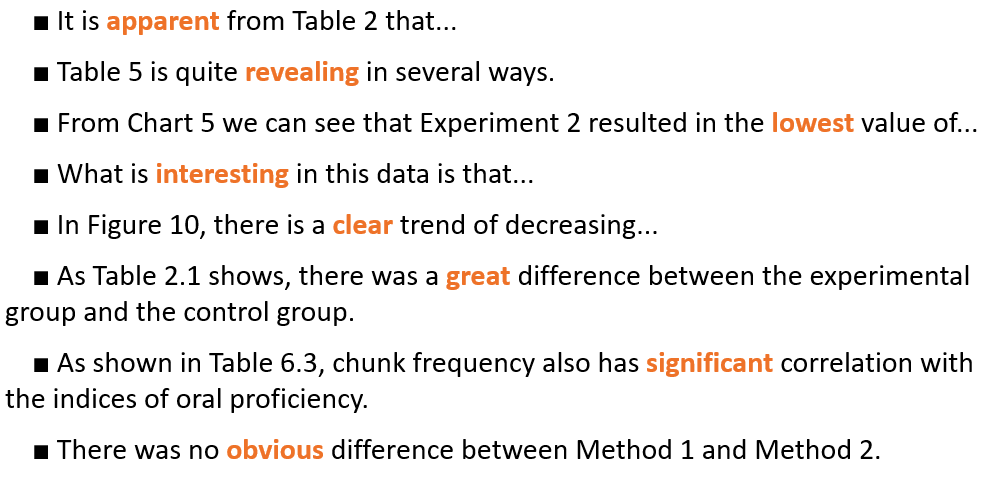 ■ It is apparent from Table 2 that...
■ Table 5 is quite revealing in several ways.
■ From Chart 5 we can see that Experiment 2 resulted in the lowest value of...
■ What is interesting in this data is that...
■ In Figure 10, there is a clear trend of decreasing...
■ As Table 2.1 shows, there was a great difference between the experimental
group and the control group.
■ As shown in Table 6.3, chunk frequency also has significant correlation with
the indices of oral proficiency.
■ There was no obvious difference between Method 1 and Method 2.